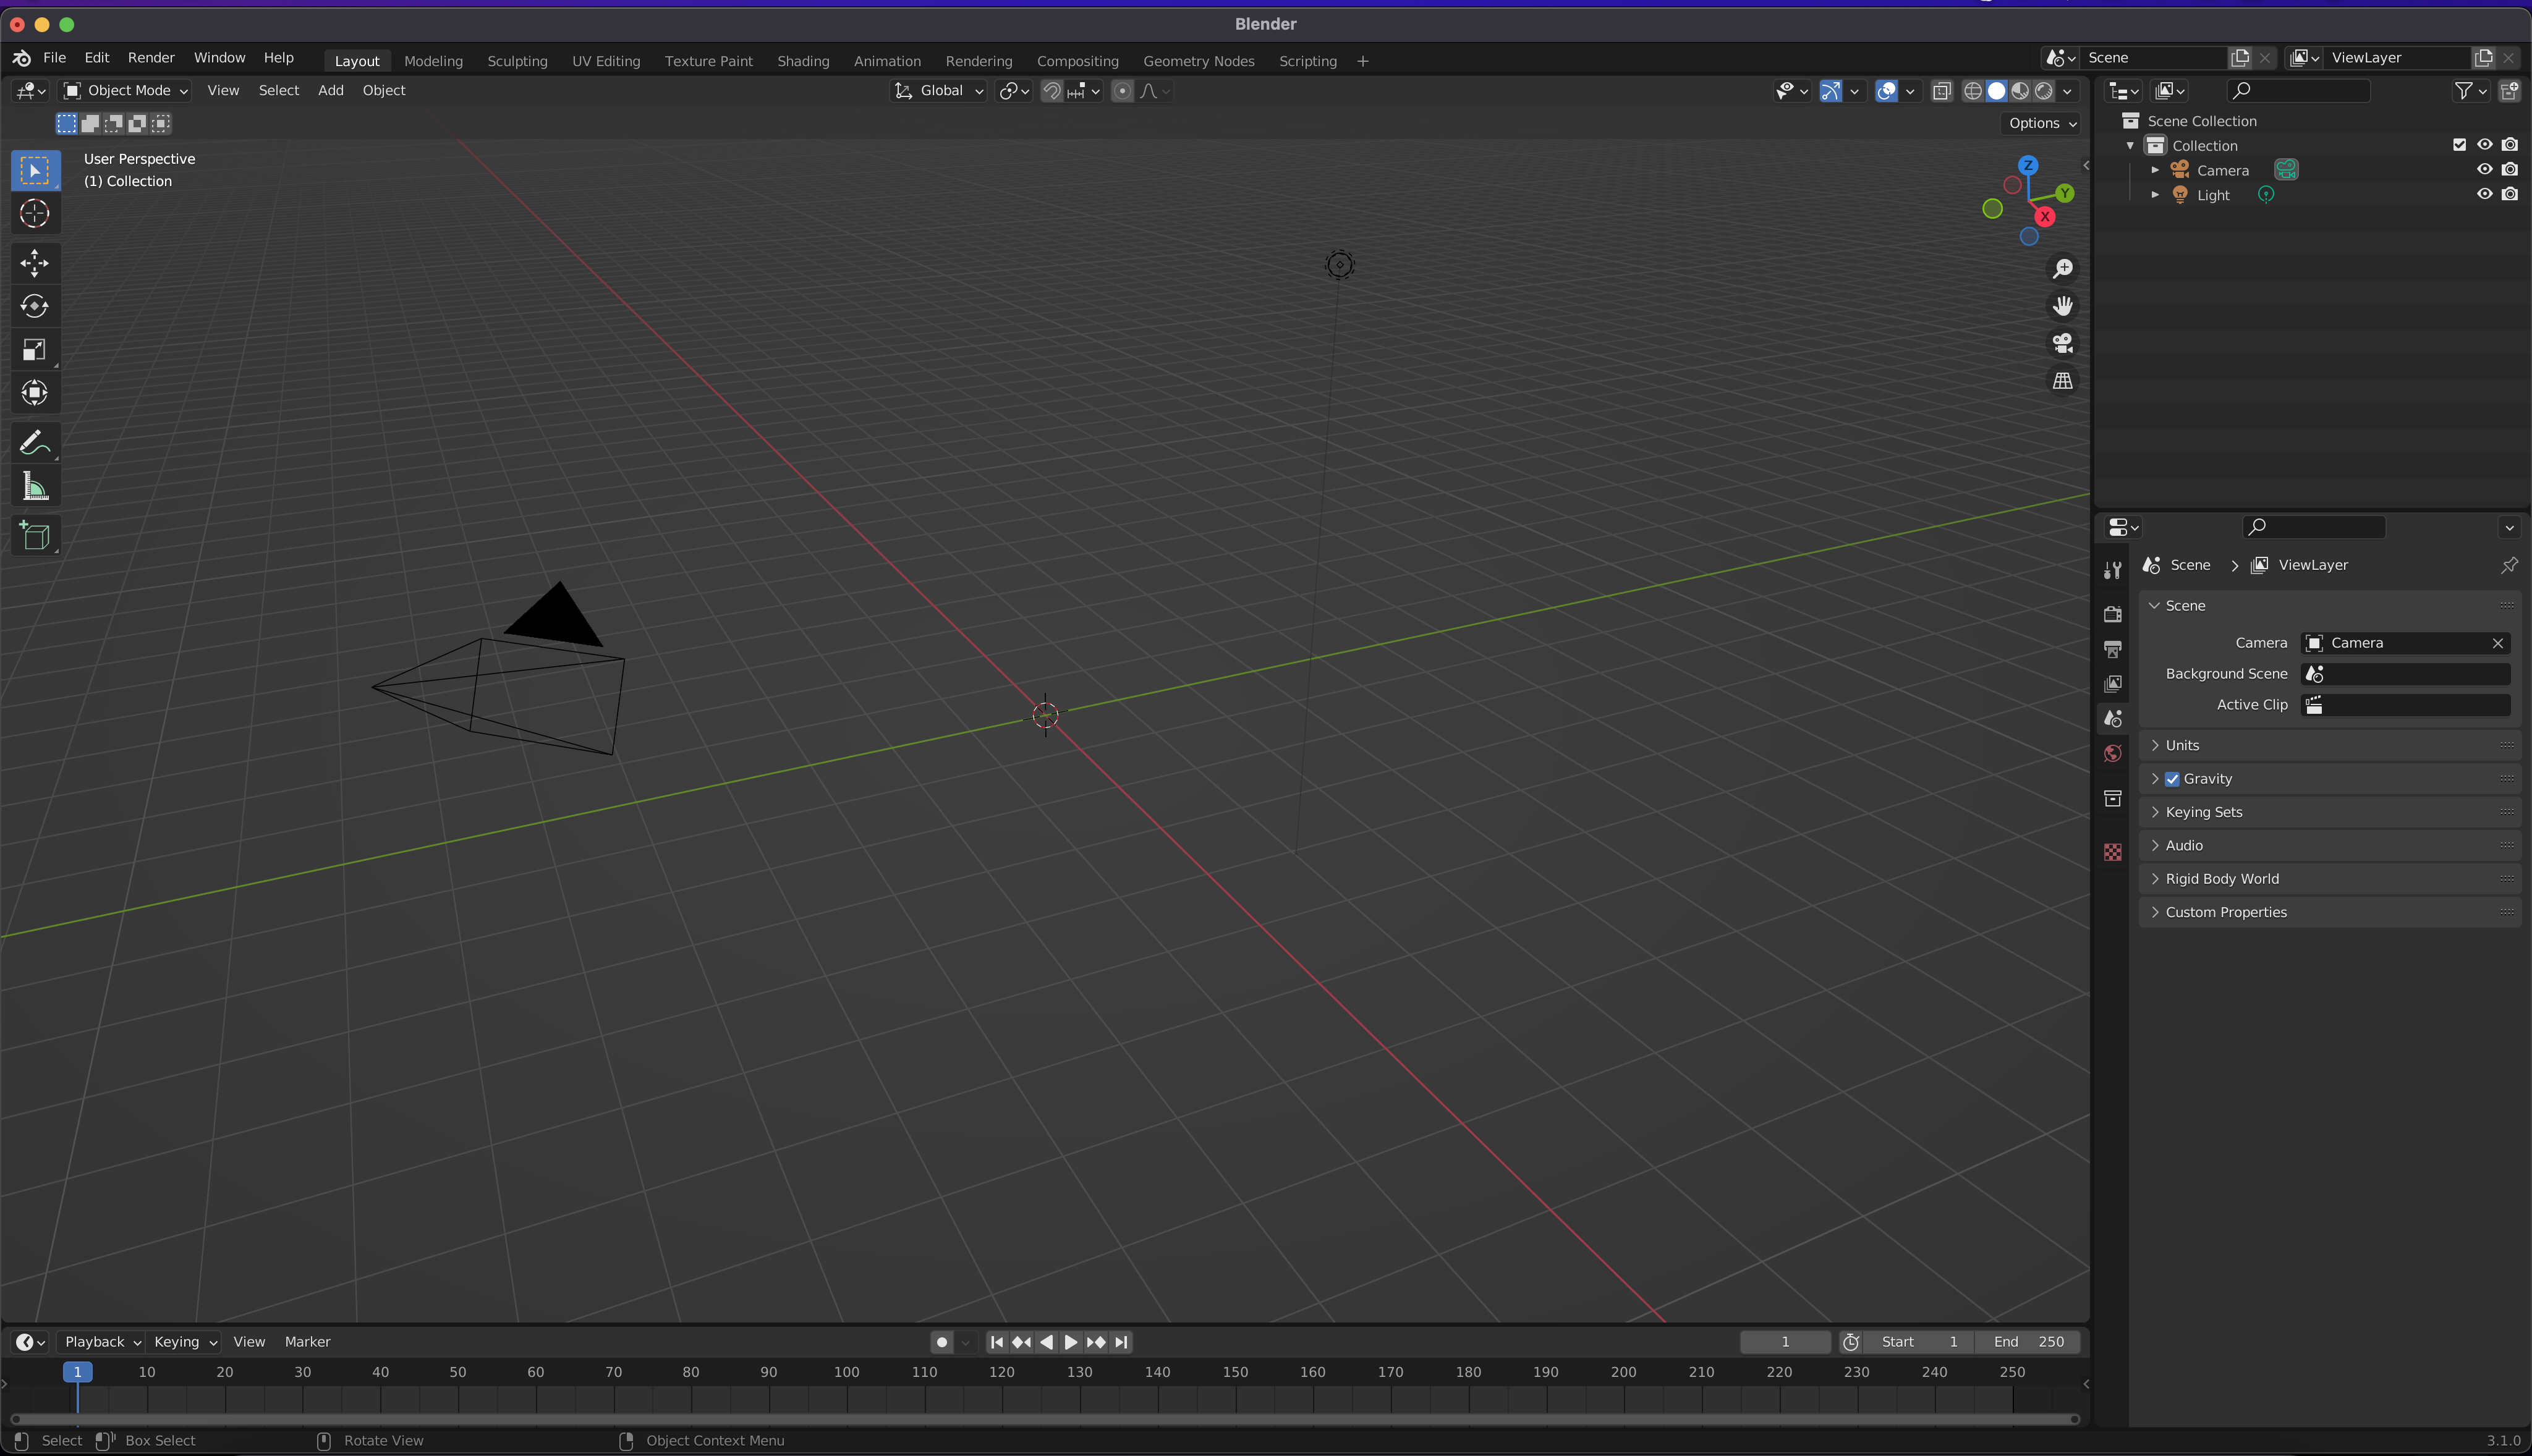 Blender
File Edit Render Window Help Layout Modeling Sculpting UV Editing Texture Paint Shading Animation Rendering Compositing Geometry Nodes Scripting + Scene ViewLayer
Object Mode View Select Add Object Global
Options
User Perspective
(1) Collection
Z
Y
X
Scene Collection
Collection
Camera
Light
Scene > ViewLayer
Scene
Camera Camera
Background Scene
Active Clip
Units
Gravity
Keying Sets
Audio
Rigid Body World
Custom Properties
Playback Keying View Marker 1 Start 1 End 250
1 10 20 30 40 50 60 70 80 90 100 110 120 130 140 150 160 170 180 190 200 210 220 230 240 250
Select Box Select Rotate View Object Context Menu 3.1.0